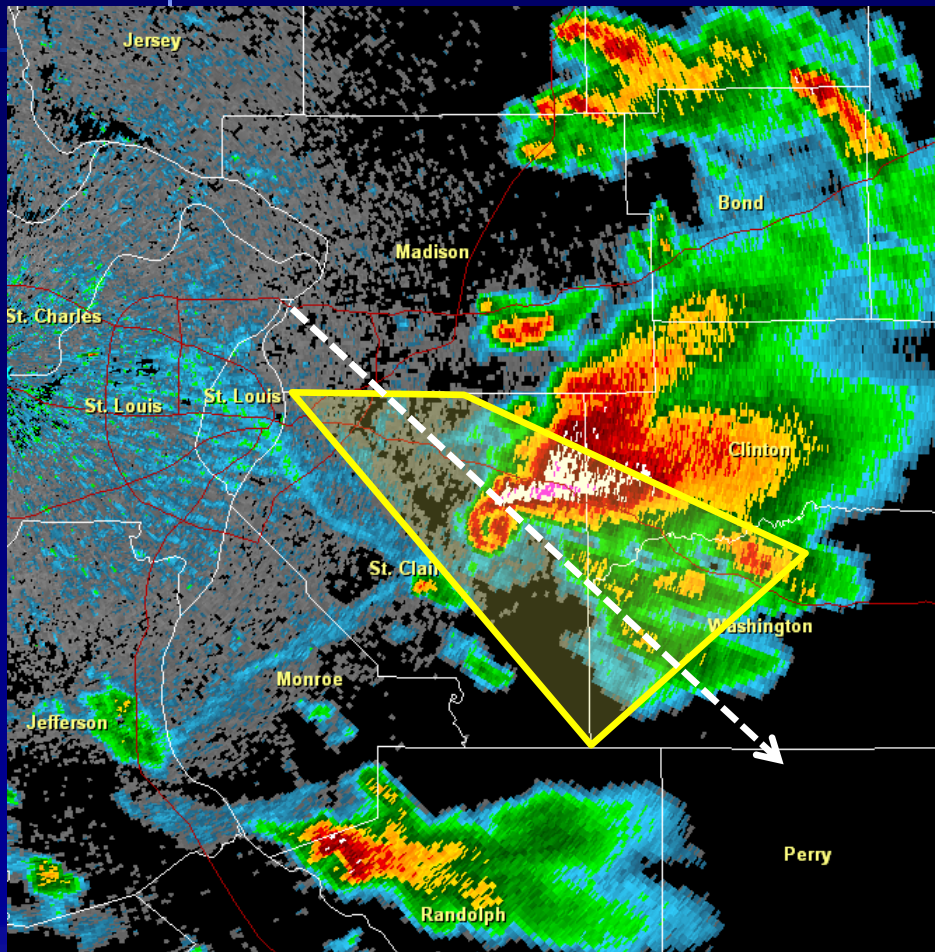 Jersey
Bond
Madison
St. Charles
St. Louis
St. Louis
Clinton
St. Clair
Washington
Monroe
Jefferson
Perry
Randolph